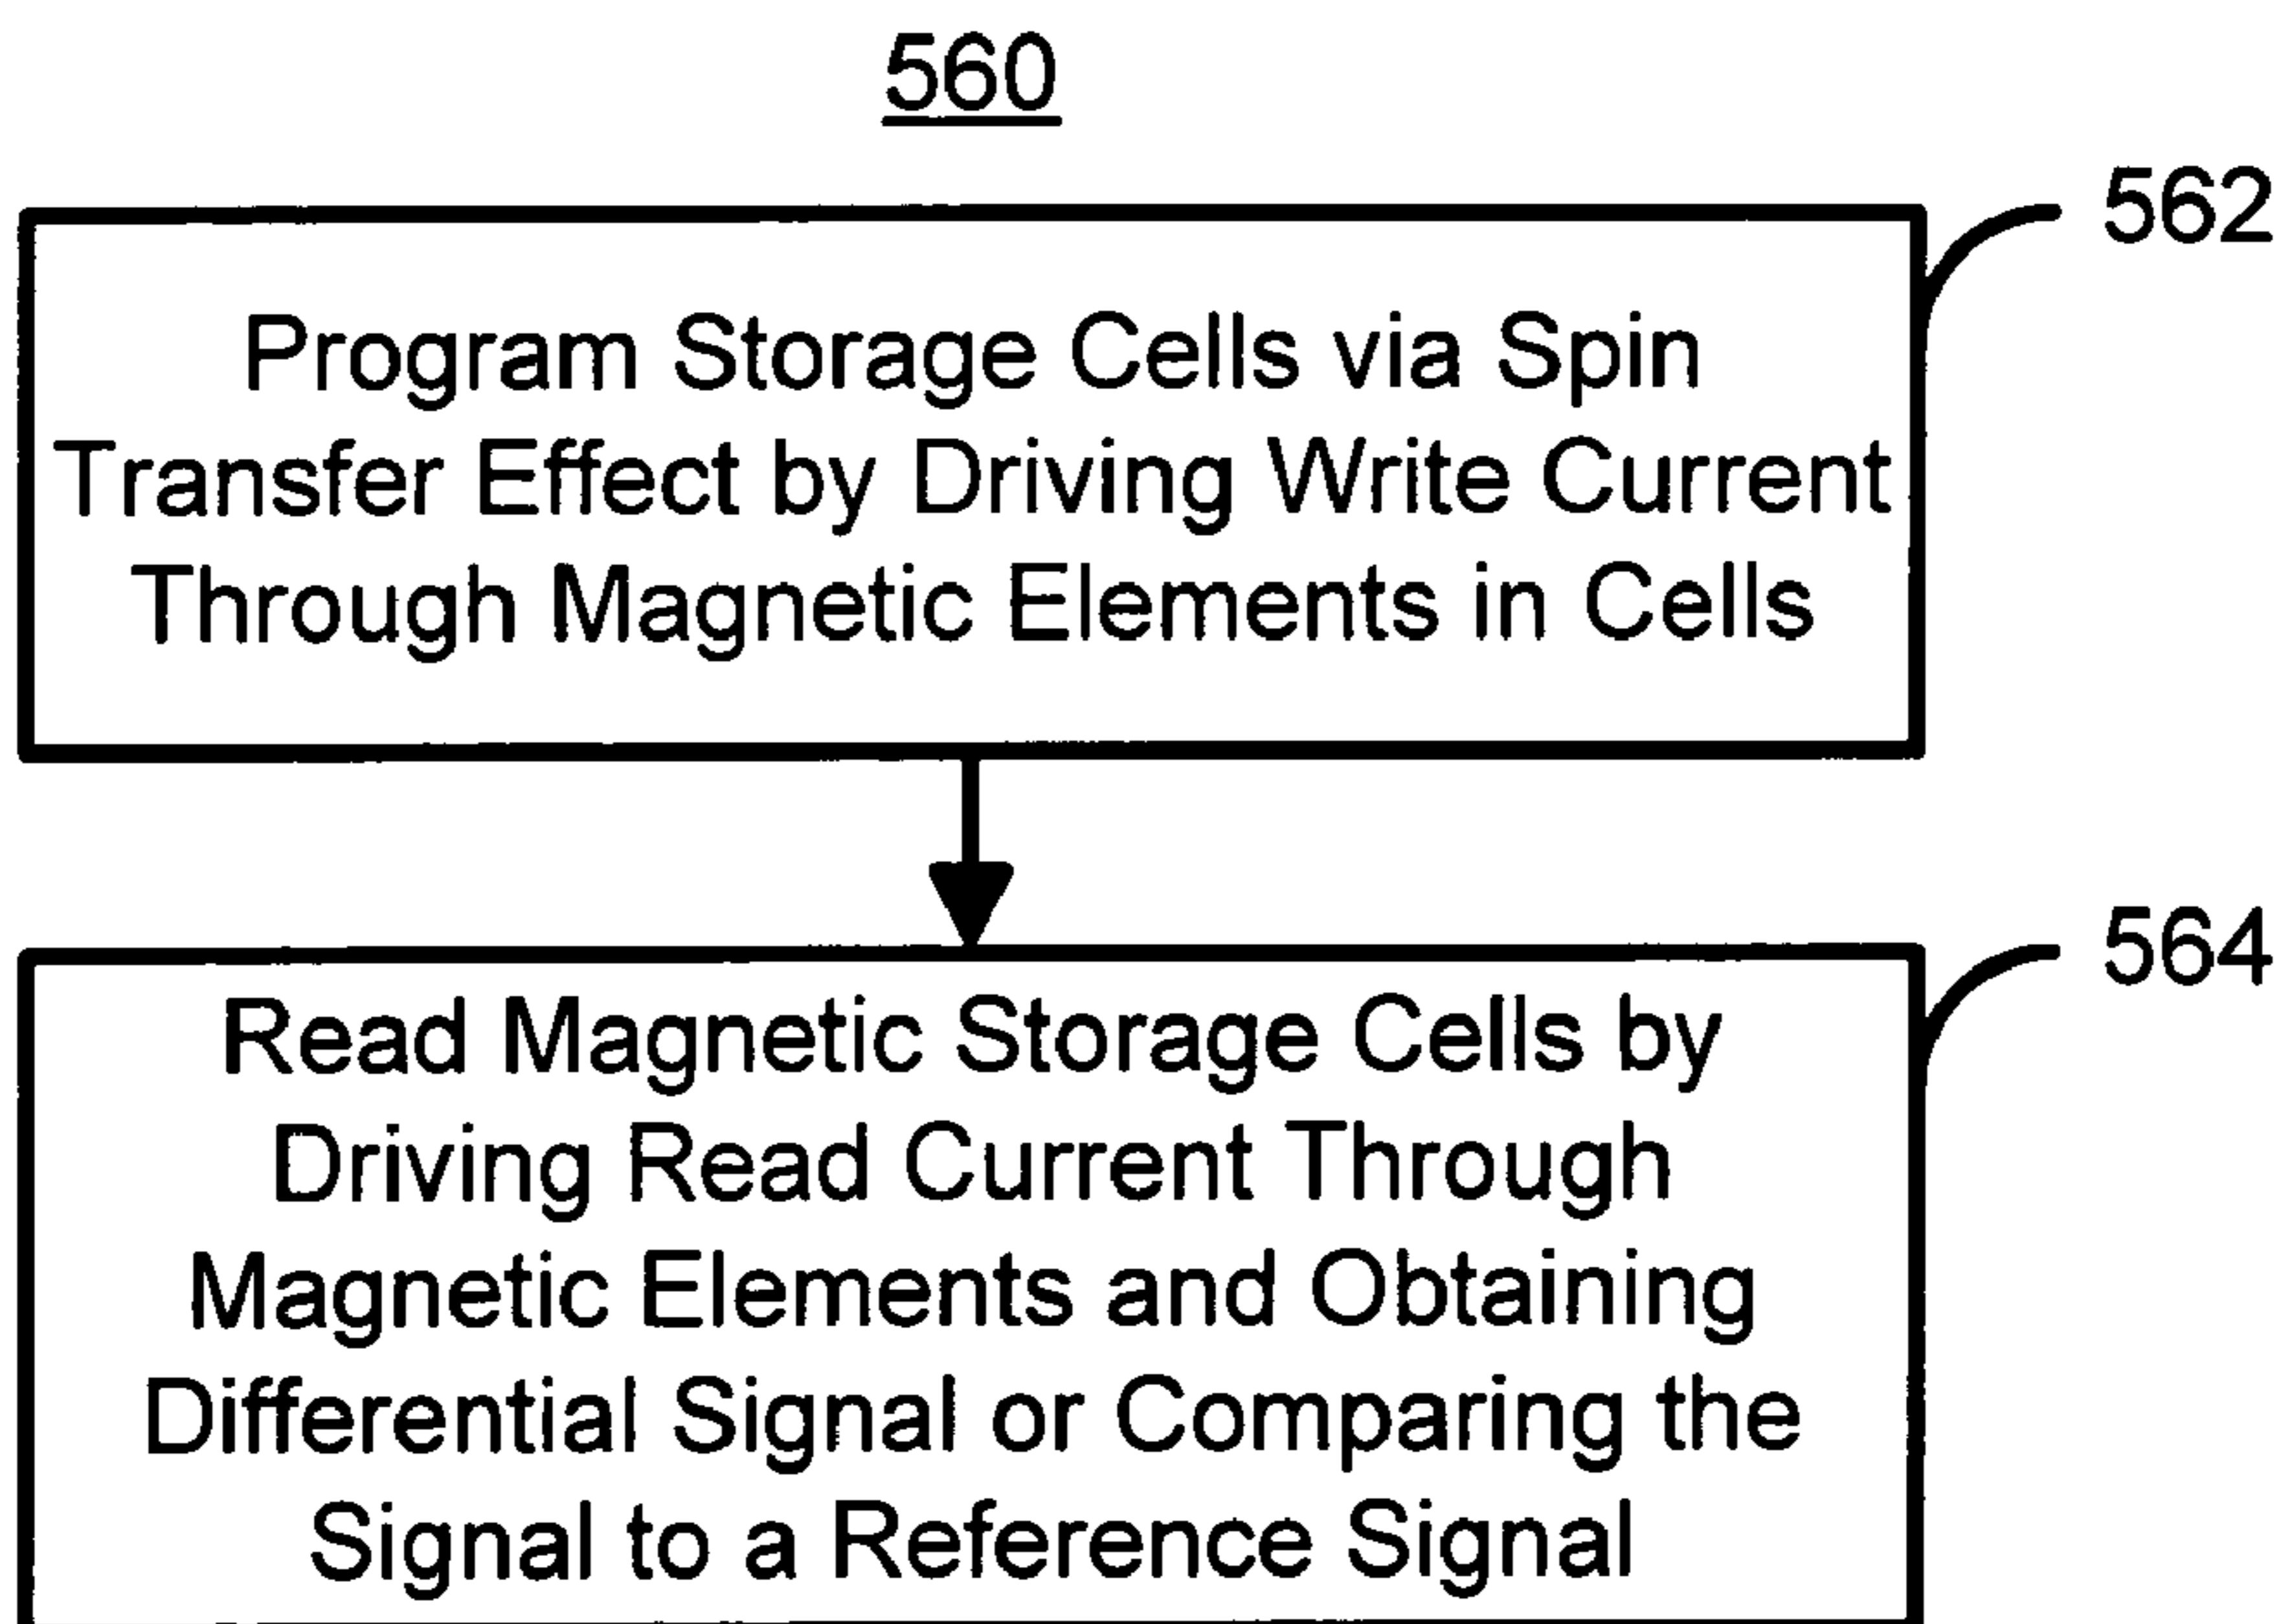 560
562
Program Storage Cells via Spin
Transfer Effect by Driving Write Current
Through Magnetic Elements in Cells
564
Read Magnetic Storage Cells by
Driving Read Current Through
Magnetic Elements and Obtaining
Differential Signal or Comparing the
Signal to a Reference Signal